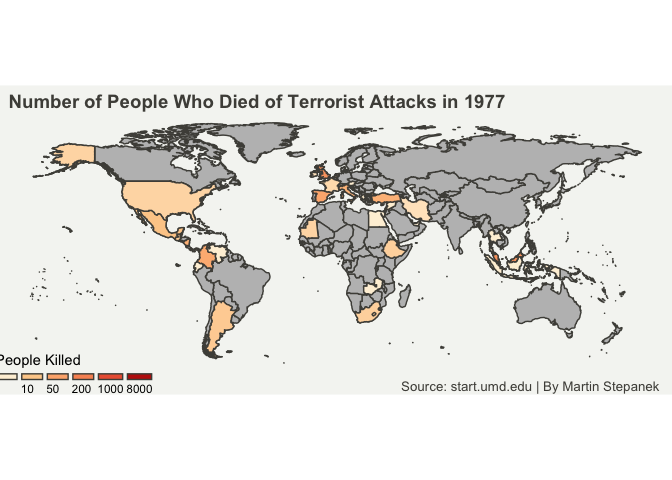 Number of People Who Died of Terrorist Attacks in 1977
People Killed
10 50 200 1000 8000
Source: start.umd.edu | By Martin Stepanek